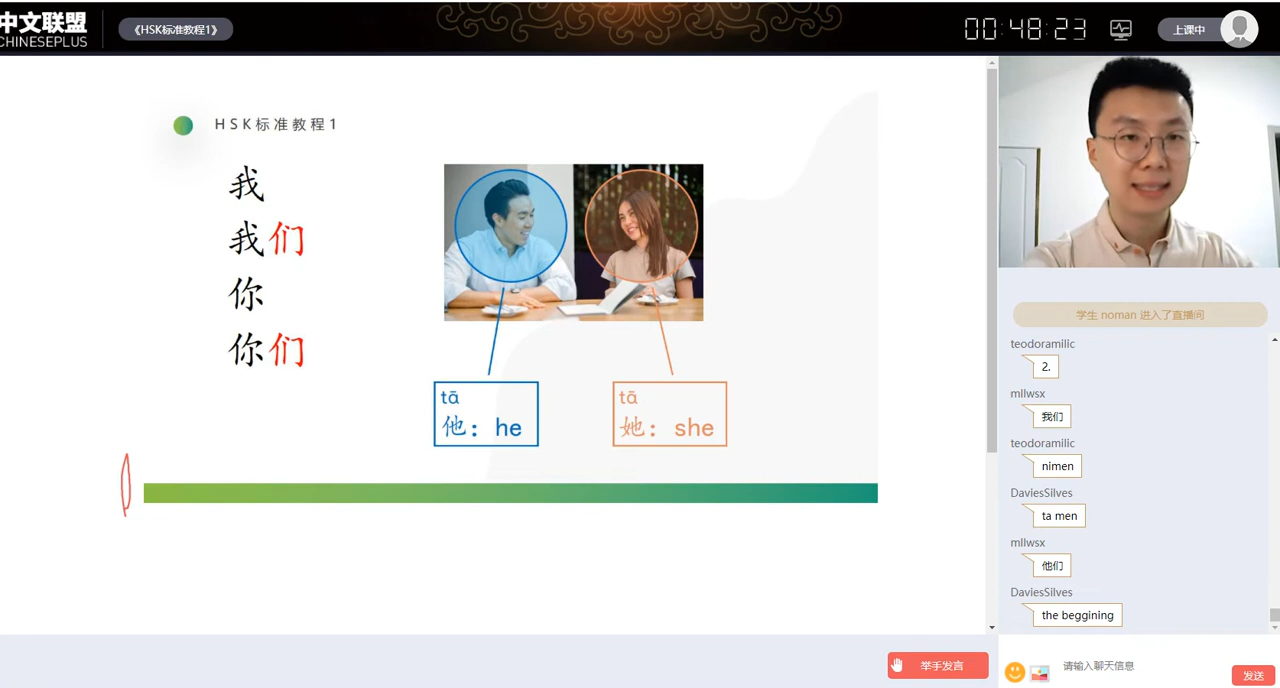 中文联盟
CHINESEPLUS
《HSK标准教程1》
00:48:23
上课中
HSK标准教程1
我
我们
你
你们
tā
他：he
tā
她：she
学生 noman 进入了直播间
teodoramilic
2.
mllwsx
我们
teodoramilic
nimen
DaviesSilves
ta men
mllwsx
他们
DaviesSilves
the beggining
举手发言
请输入聊天信息
发送